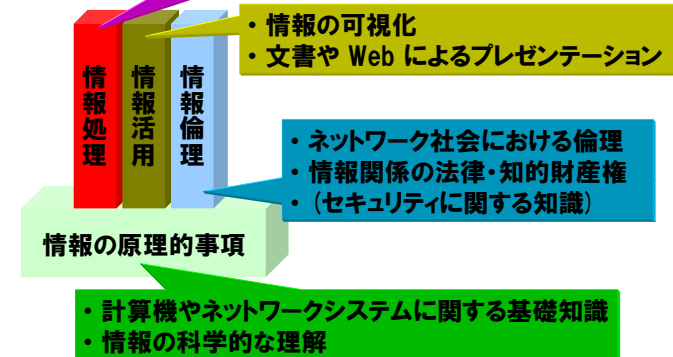 ・情報の可視化
・文書や Web によるプレゼンテーション
情報処理
情報活用
情報倫理
・ネットワーク社会における倫理
・情報関係の法律・知的財産権
・(セキュリティに関する知識)
情報の原理的事項
・計算機やネットワークシステムに関する基礎知識
・情報の科学的な理解